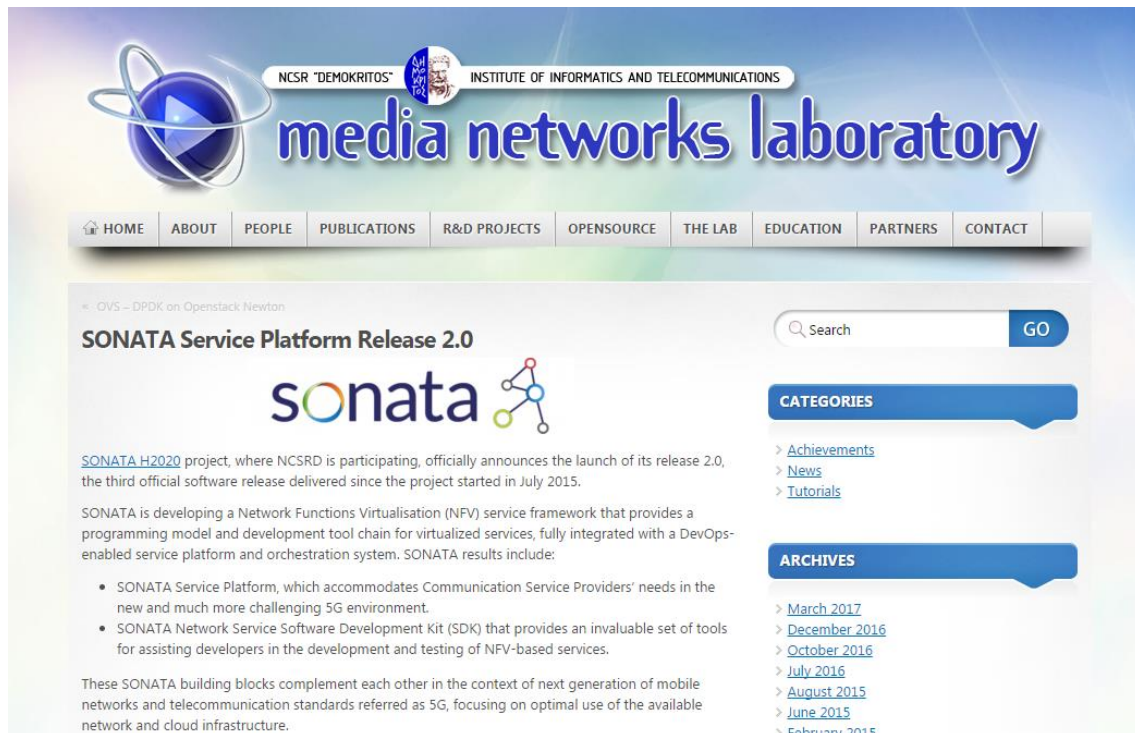 NCSR "DEMOKRITOS" INSTITUTE OF INFORMATICS AND TELECOMMUNICATIONS
media networks laboratory
HOME ABOUT PEOPLE PUBLICATIONS R&D PROJECTS OPENSOURCE THE LAB EDUCATION PARTNERS CONTACT
« OVS – DPDK on Openstack Newton
SONATA Service Platform Release 2.0
sonata
SONATA H2020 project, where NCSRD is participating, officially announces the launch of its release 2.0,
the third official software release delivered since the project started in July 2015.
SONATA is developing a Network Functions Virtualisation (NFV) service framework that provides a
programming model and development tool chain for virtualized services, fully integrated with a DevOps-
enabled service platform and orchestration system. SONATA results include:
• SONATA Service Platform, which accommodates Communication Service Providers' needs in the
new and much more challenging 5G environment.
• SONATA Network Service Software Development Kit (SDK) that provides an invaluable set of tools
for assisting developers in the development and testing of NFV-based services.
These SONATA building blocks complement each other in the context of next generation of mobile
networks and telecommunication standards referred as 5G, focusing on optimal use of the available
network and cloud infrastructure.
Search GO
CATEGORIES
> Achievements
> News
> Tutorials
ARCHIVES
> March 2017
> December 2016
> October 2016
> July 2016
> August 2015
> June 2015
> February 2015